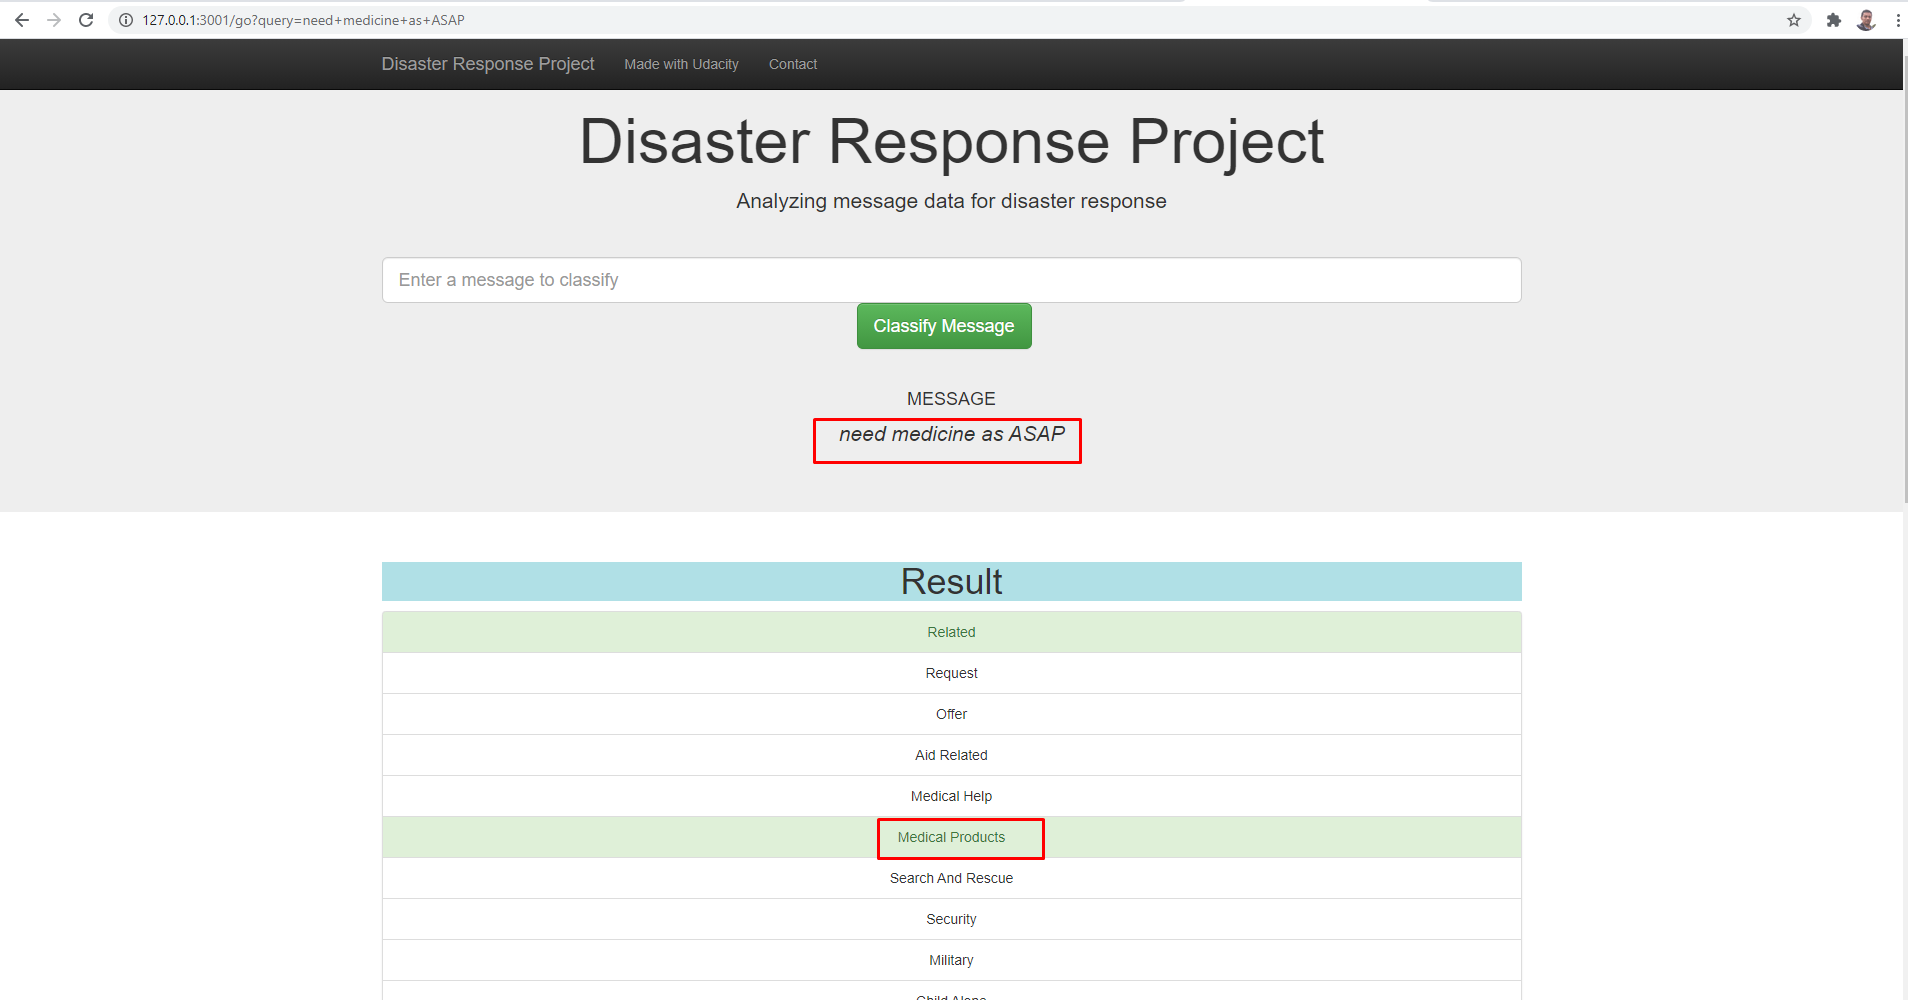 127.0.0.1:3001/go?query=need+medicine+as+ASAP
Disaster Response Project Made with Udacity Contact
Disaster Response Project
Analyzing message data for disaster response
Enter a message to classify
Classify Message
MESSAGE
need medicine as ASAP
Result
Related
Request
Offer
Aid Related
Medical Help
Medical Products
Search And Rescue
Security
Military
Child Alone